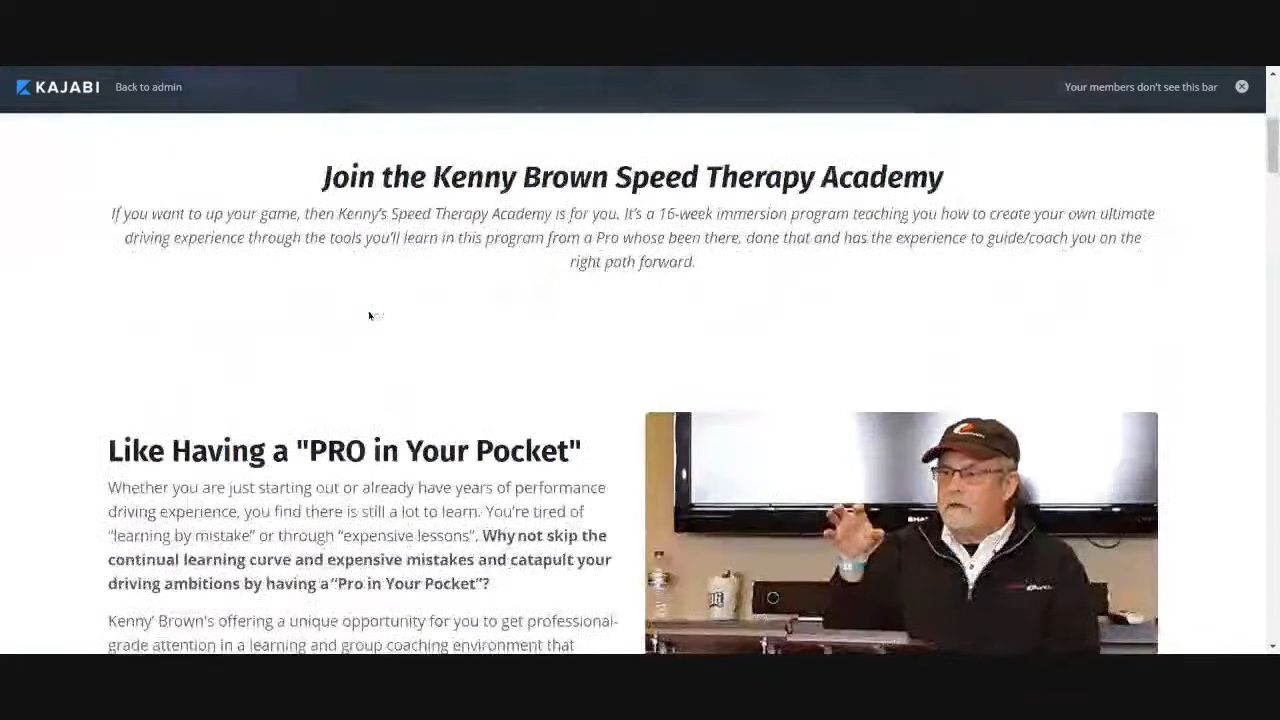 KAJABI
Back to admin
Your members don't see this bar
Join the Kenny Brown Speed Therapy Academy
If you want to up your game, then Kenny's Speed Therapy Academy is for you. It's a 16-week immersion program teaching you how to create your own ultimate
driving experience through the tools you'll learn in this program from a Pro whose been there, done that and has the experience to guide/coach you on the
right path forward.
Like Having a "PRO in Your Pocket"
Whether you are just starting out or already have years of performance
driving experience, you find there is still a lot to learn. You're tired of
“learning by mistake” or through “expensive lessons”. Why not skip the
continual learning curve and expensive mistakes and catapult your
driving ambitions by having a “Pro in Your Pocket”?
Kenny' Brown's offering a unique opportunity for you to get professional-
grade attention in a learning and group coaching environment that